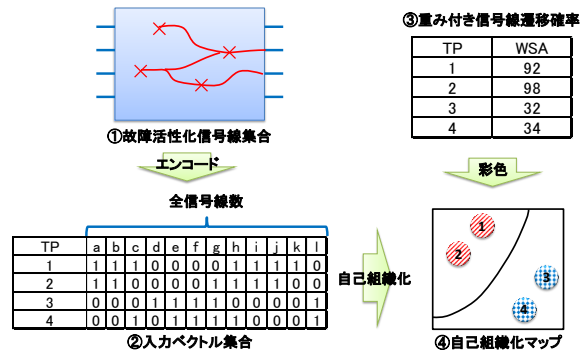 ③重み付き信号線遷移確率
TP WSA
1 92
2 98
3 32
4 34
①故障活性化信号線集合
エンコード
彩色
全信号線数
TP a b c d e f g h i j k l
1 1 1 1 0 0 0 0 1 1 1 1 0
2 1 1 0 0 0 0 1 1 1 1 0 0
3 0 0 0 1 1 1 1 0 0 0 0 1
4 0 0 1 0 1 1 1 1 0 0 0 1
自己組織化
1
2
3
4
②入力ベクトル集合
④自己組織化マップ